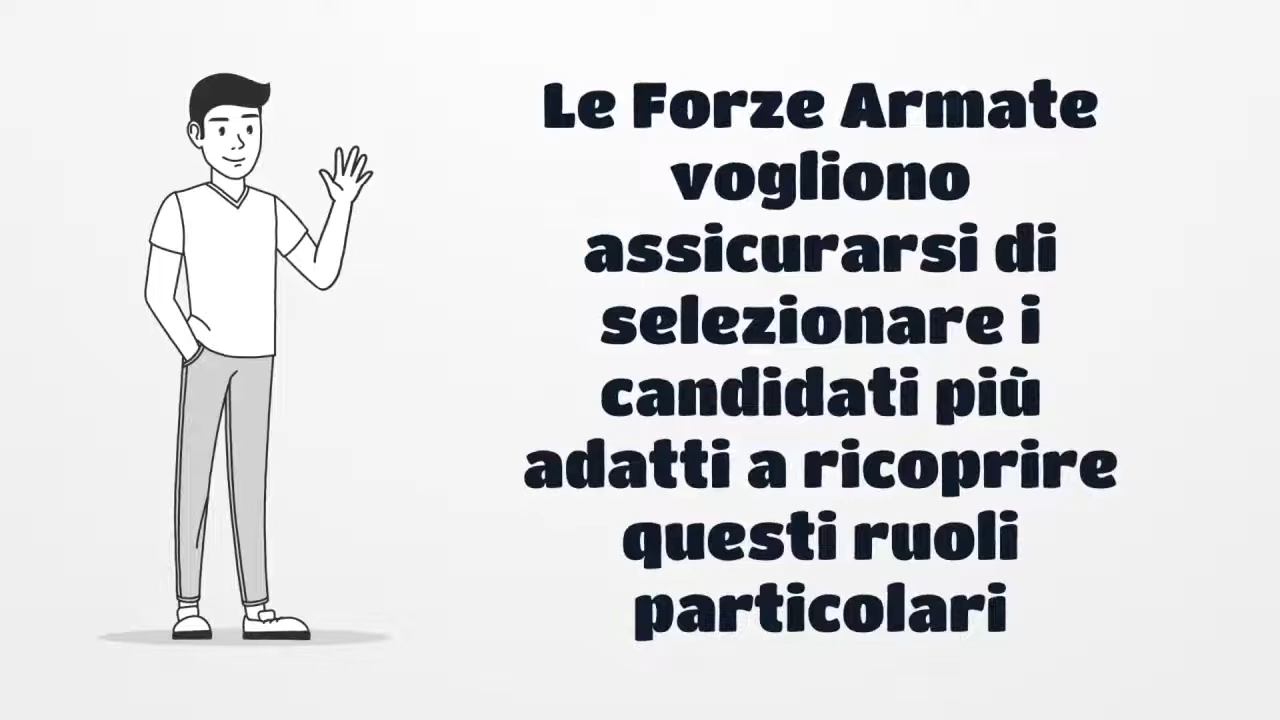 Le Forze Armate
vogliono
assicurarsi di
selezionare i
candidati più
adatti a ricoprire
questi ruoli
particolari